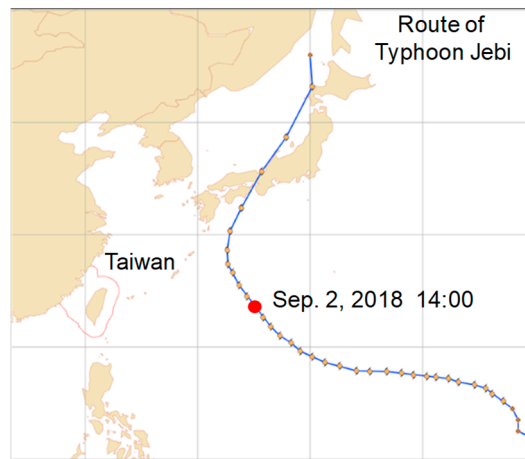 Route of
Typhoon Jebi
Taiwan
Sep. 2, 2018 14:00